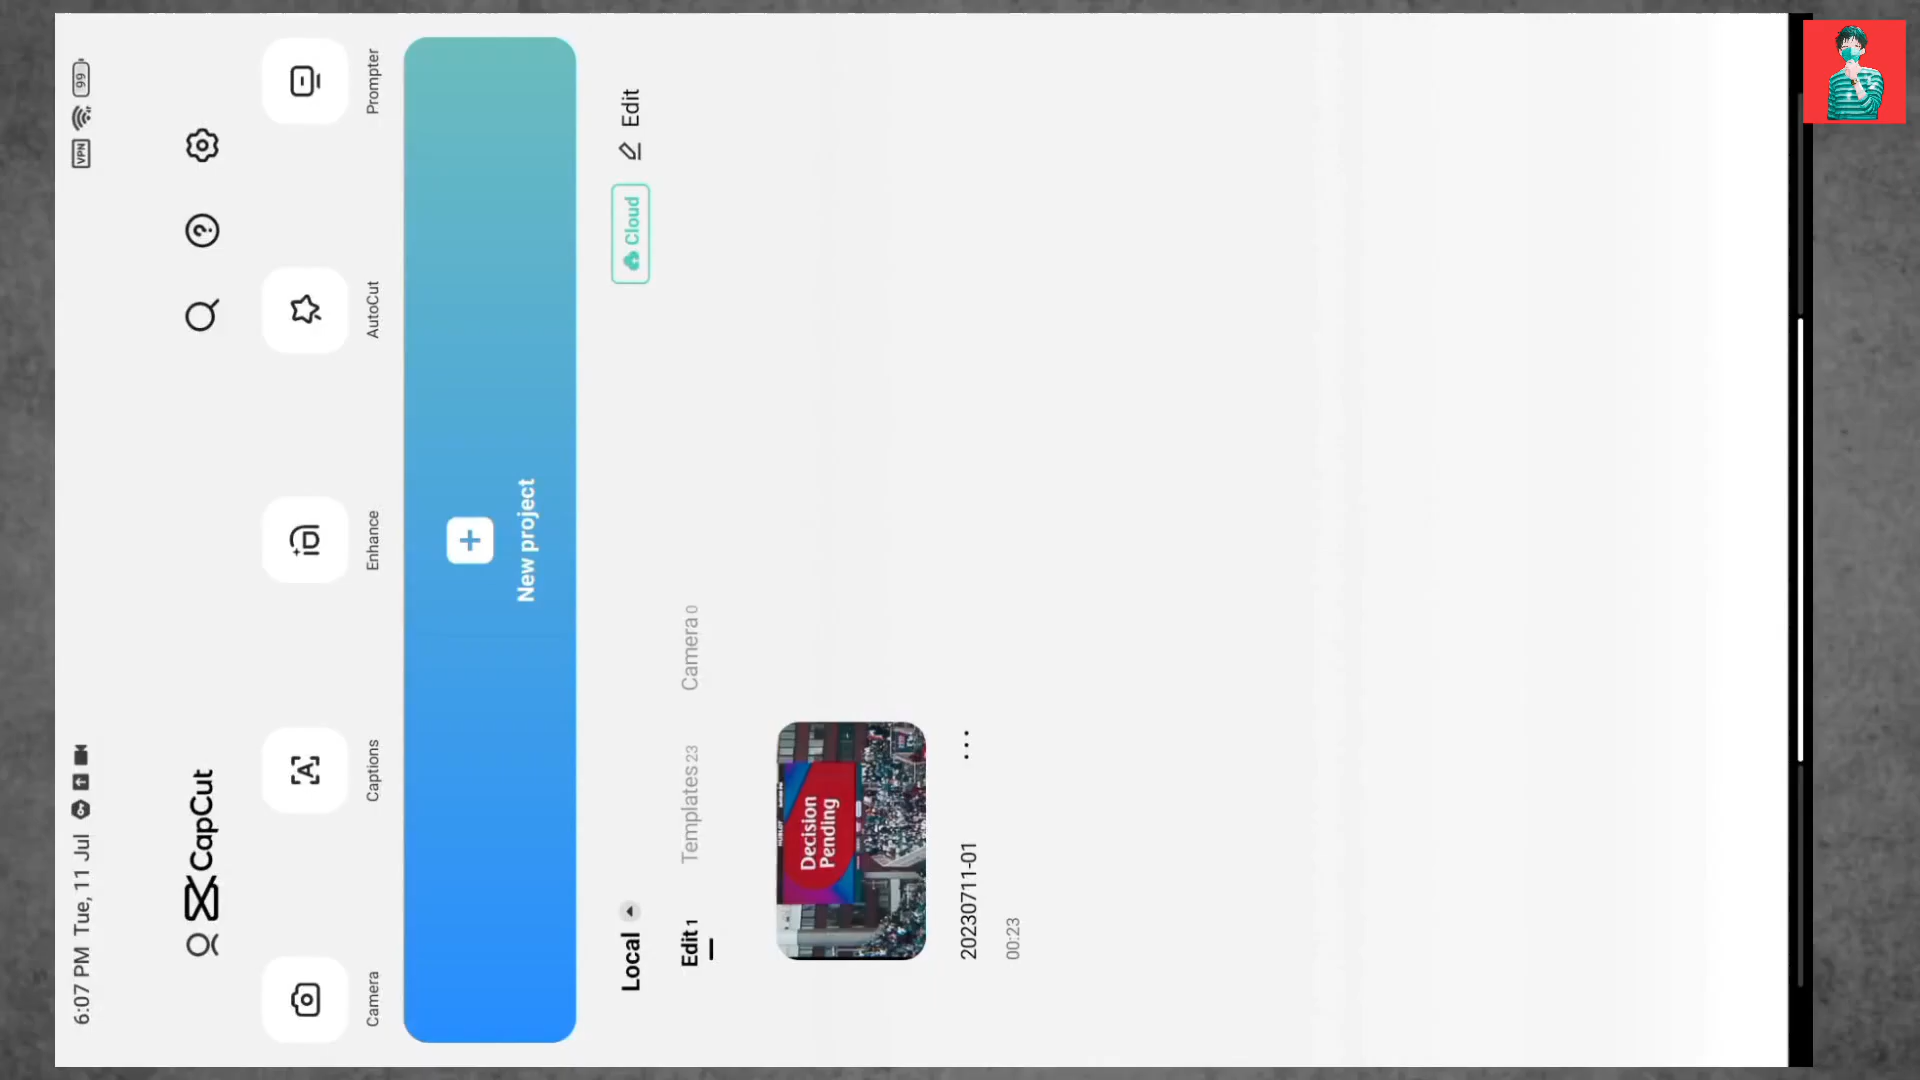 6:07 PM Tue, 11 Jul
VPN
99
CapCut
Camera
Captions
Enhance
AutoCut
Prompter
New project
Local
Cloud
Edit
Edit 1
Templates 23
Camera 0
Decision
Pending
20230711-01
00:23